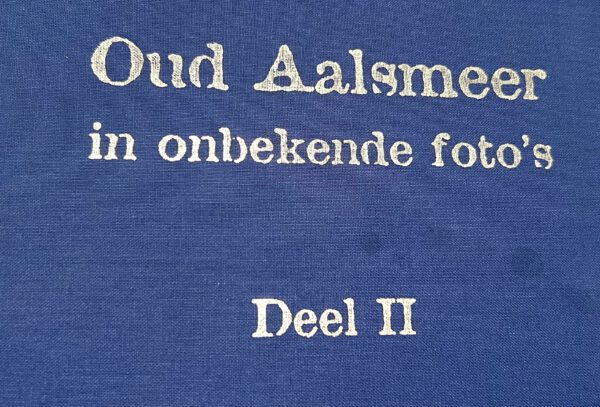 Oud Aalsmeer
in onbekende foto's
Deel II